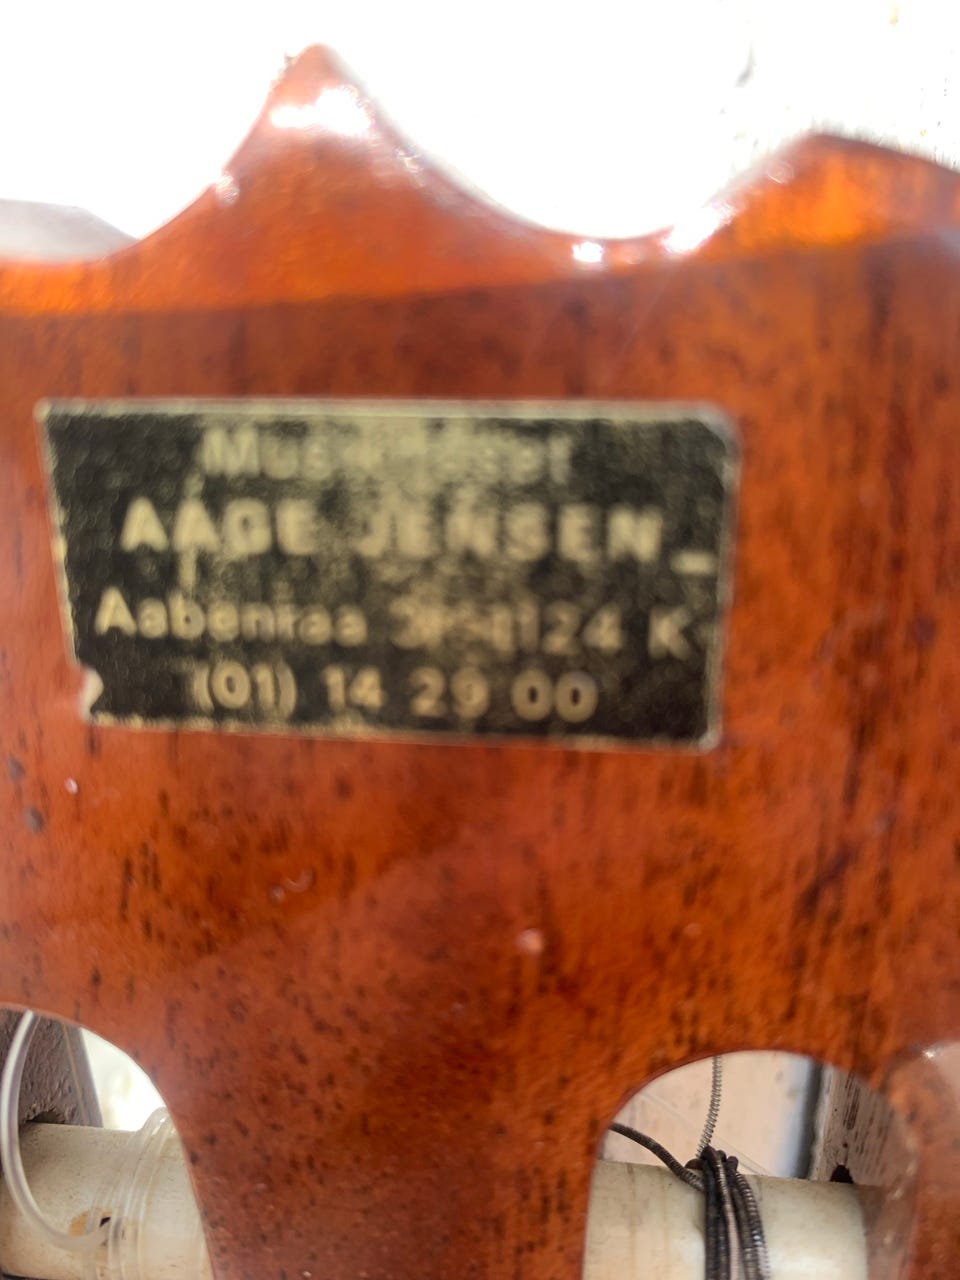 AAGE JENSEN
Aabenraa 1124 K
(01) 14 29 00